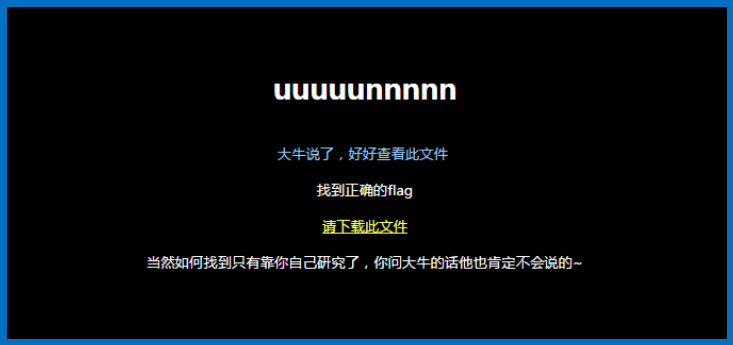 uuuuunnnnn
大牛说了，好好查看此文件
找到正确的flag
请下载此文件
当然如何找到只有靠你自己研究了，你问大牛的话他也肯定不会说的~